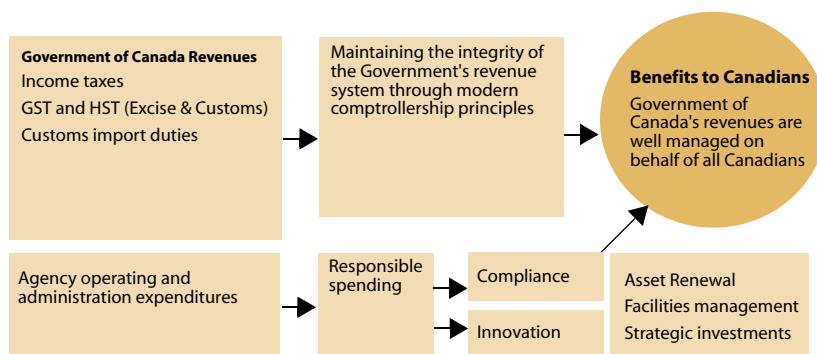 Government of Canada Revenues
Income taxes
GST and HST (Excise & Customs)
Customs import duties
Maintaining the integrity of
the Government's revenue
system through modern
comptrollership principles
Benefits to Canadians
Government of
Canada's revenues are
well managed on
behalf of all Canadians
Agency operating and
administration expenditures
Responsible
spending
Compliance
Innovation
Asset Renewal
Facilities management
Strategic investments